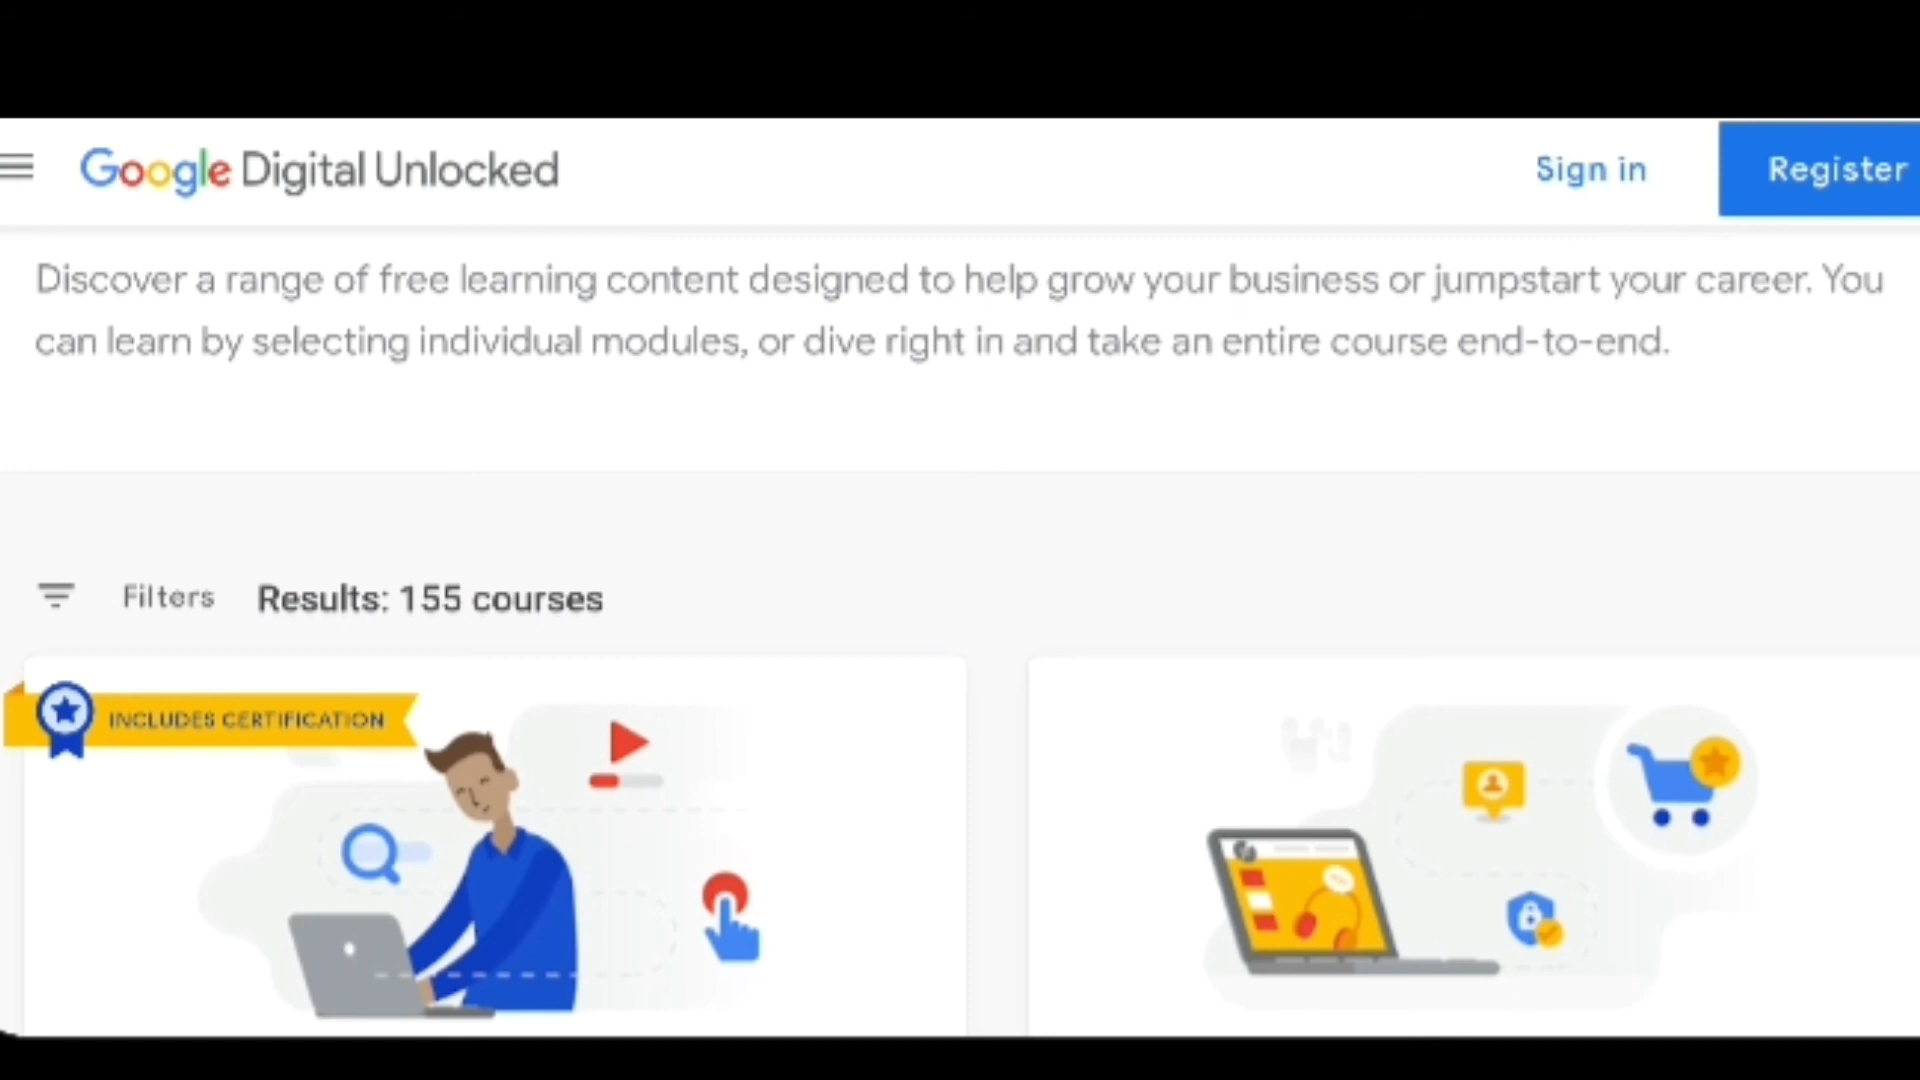 Google Digital Unlocked
Sign in
Register
Discover a range of free learning content designed to help grow your business or jumpstart your career. You
can learn by selecting individual modules, or dive right in and take an entire course end-to-end.
Filters
Results: 155 courses
INCLUDES CERTIFICATION